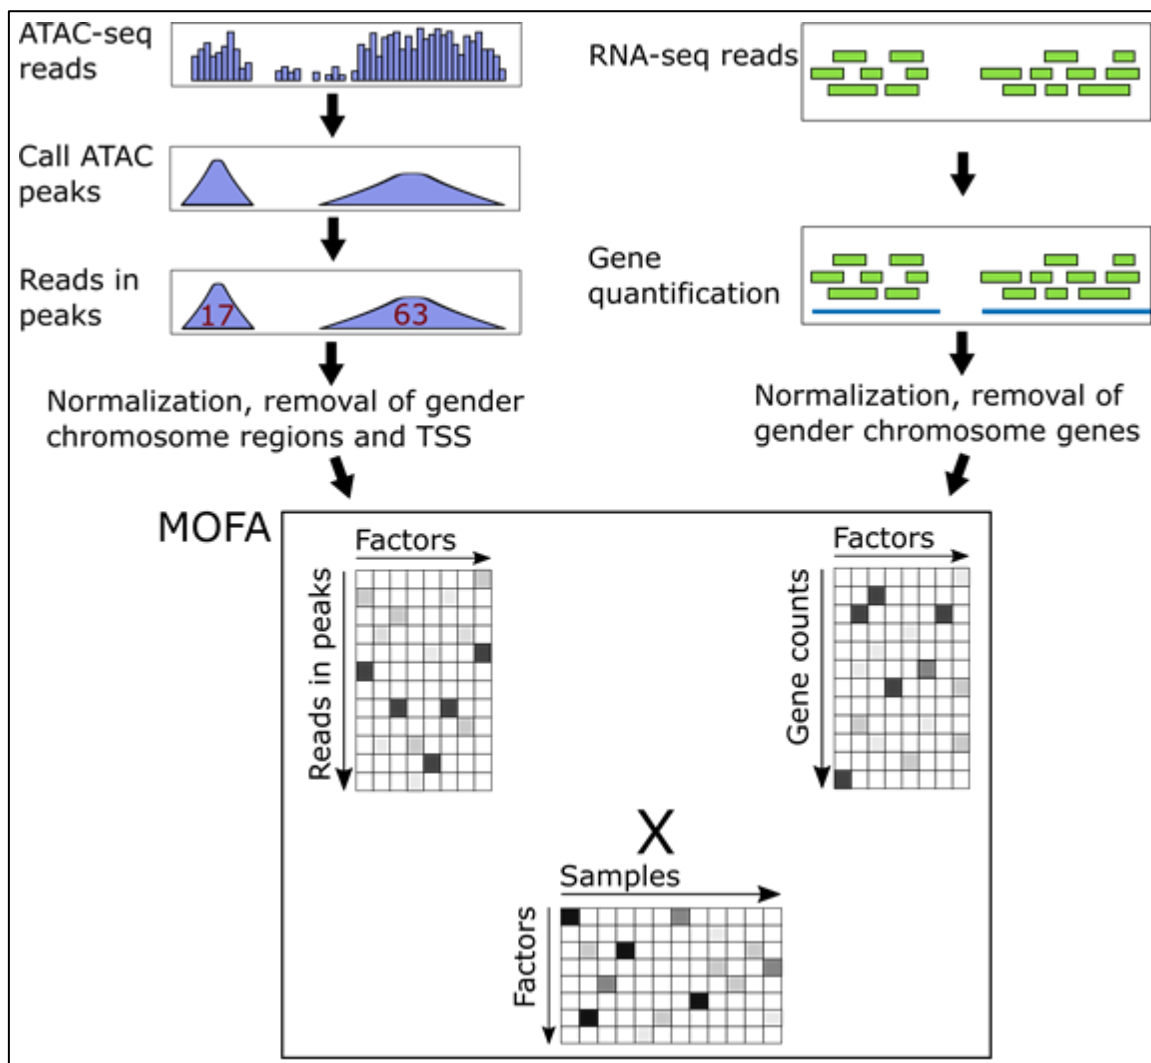 ATAC-seq
reads
Call ATAC
peaks
Reads in
peaks
17
63
Normalization, removal of gender
chromosome regions and TSS
RNA-seq reads
Gene
quantification
Normalization, removal of
gender chromosome genes
MOFA
Factors
Reads in peaks
Factors
Gene counts
X
Samples
Factors